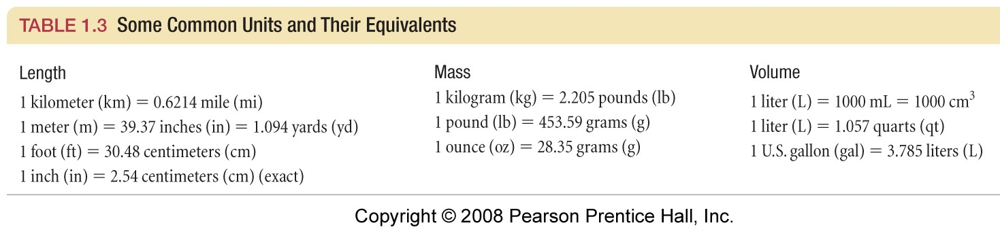 TABLE 1.3 Some Common Units and Their Equivalents
Length
1 kilometer (km) = 0.6214 mile (mi)
1 meter (m) = 39.37 inches (in) = 1.094 yards (yd)
1 foot (ft) = 30.48 centimeters (cm)
1 inch (in) = 2.54 centimeters (cm) (exact)
Mass
1 kilogram (kg) = 2.205 pounds (lb)
1 pound (lb) = 453.59 grams (g)
1 ounce (oz) = 28.35 grams (g)
Volume
1 liter (L) = 1000 mL = 1000 cm³
1 liter (L) = 1.057 quarts (qt)
1 U.S. gallon (gal) = 3.785 liters (L)
Copyright © 2008 Pearson Prentice Hall, Inc.